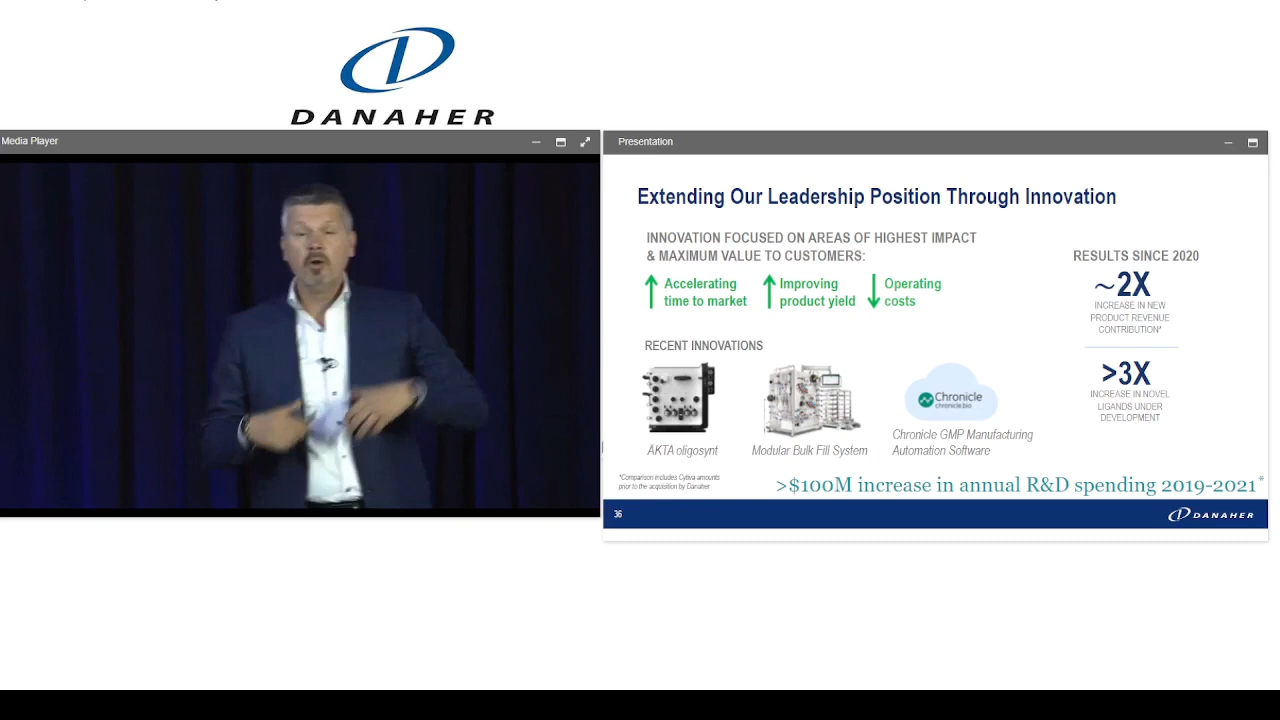 DANAHER
Media Player
Presentation
Extending Our Leadership Position Through Innovation
INNOVATION FOCUSED ON AREAS OF HIGHEST IMPACT
& MAXIMUM VALUE TO CUSTOMERS:
Accelerating
time to market
Improving
product yield
Operating
costs
RESULTS SINCE 2020
~2X
INCREASE IN NEW
PRODUCT REVENUE
CONTRIBUTION*
>3X
INCREASE IN NOVEL
LIGANDS UNDER
DEVELOPMENT
RECENT INNOVATIONS
Chronicle
chronicle.bio
ÄKTA oligosynt
Modular Bulk Fill System
Chronicle GMP Manufacturing
Automation Software
*Comparison includes Cytiva amounts
prior to the acquisition by Danaher
>$100M increase in annual R&D spending 2019-2021*
36
DANAHER